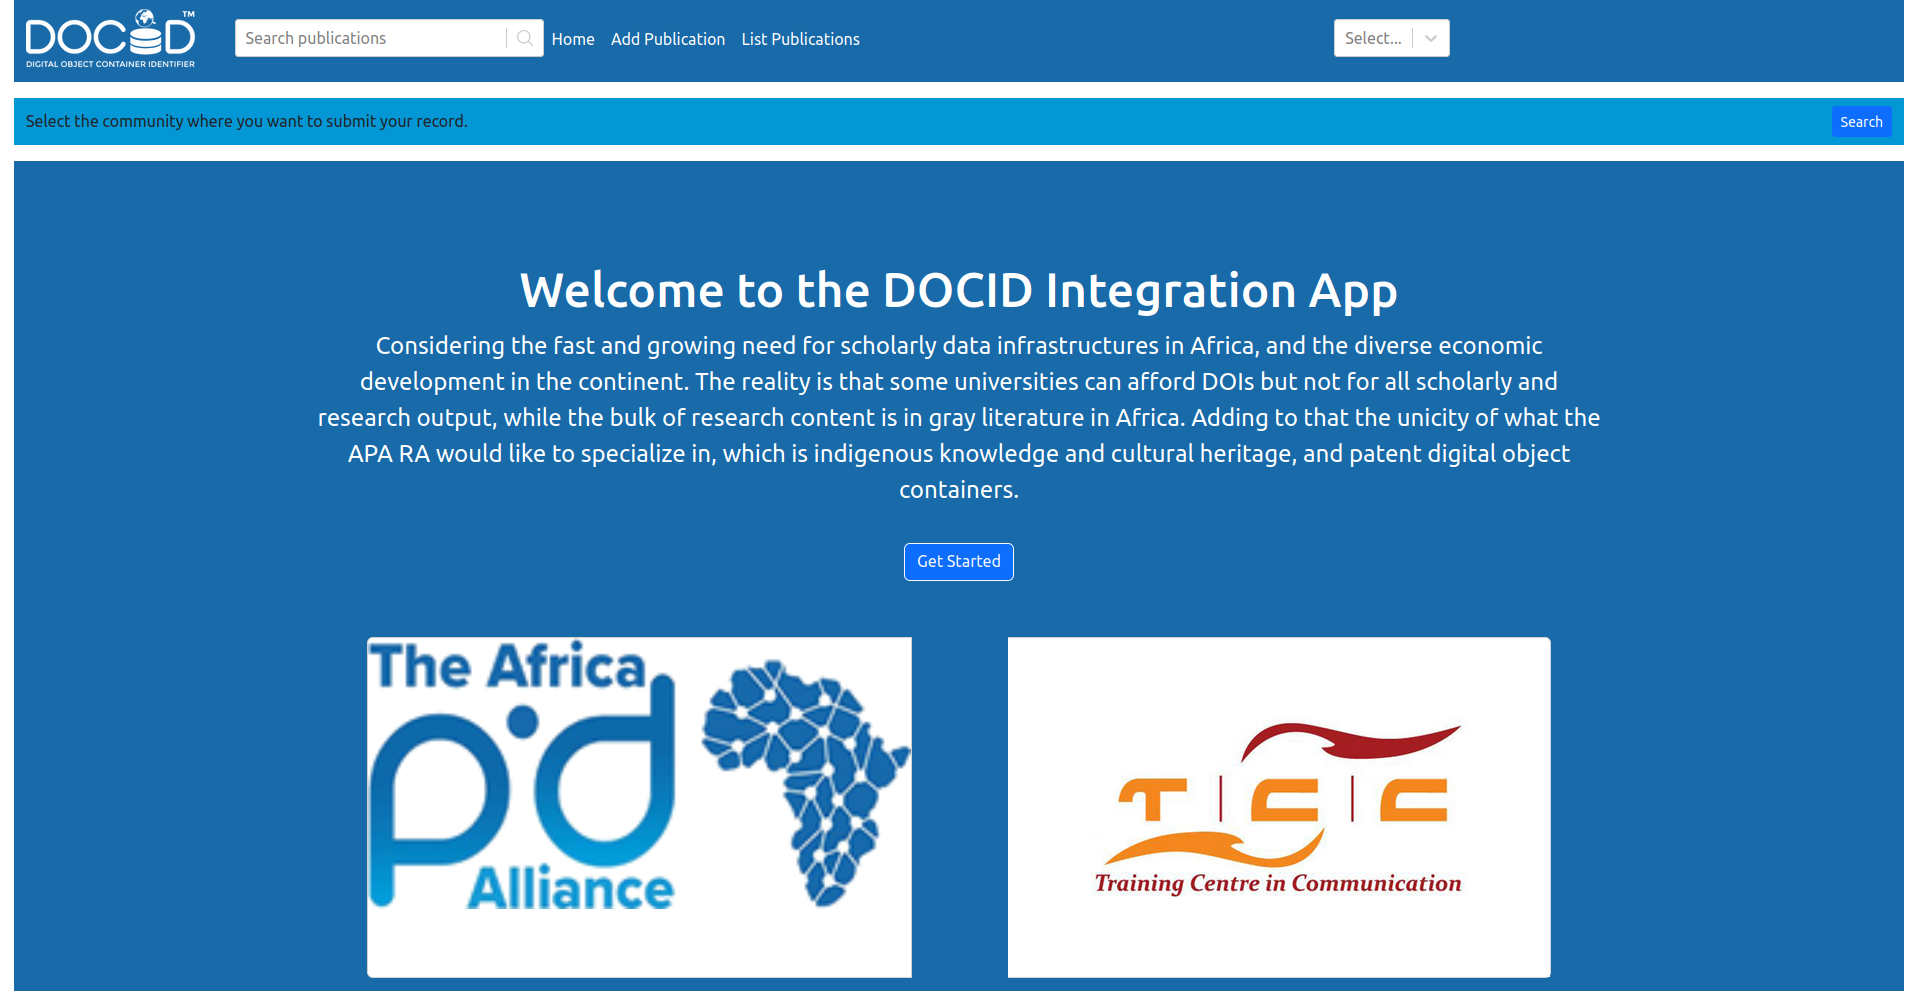 DOCiD™
DIGITAL OBJECT CONTAINER IDENTIFIER
Search publications
Home
Add Publication
List Publications
Select...
Select the community where you want to submit your record.
Search
Welcome to the DOCID Integration App
Considering the fast and growing need for scholarly data infrastructures in Africa, and the diverse economic
development in the continent. The reality is that some universities can afford DOIs but not for all scholarly and
research output, while the bulk of research content is in gray literature in Africa. Adding to that the unicity of what the
APA RA would like to specialize in, which is indigenous knowledge and cultural heritage, and patent digital object
containers.
Get Started
The Africa
pid
Alliance
T|C|C
Training Centre in Communication